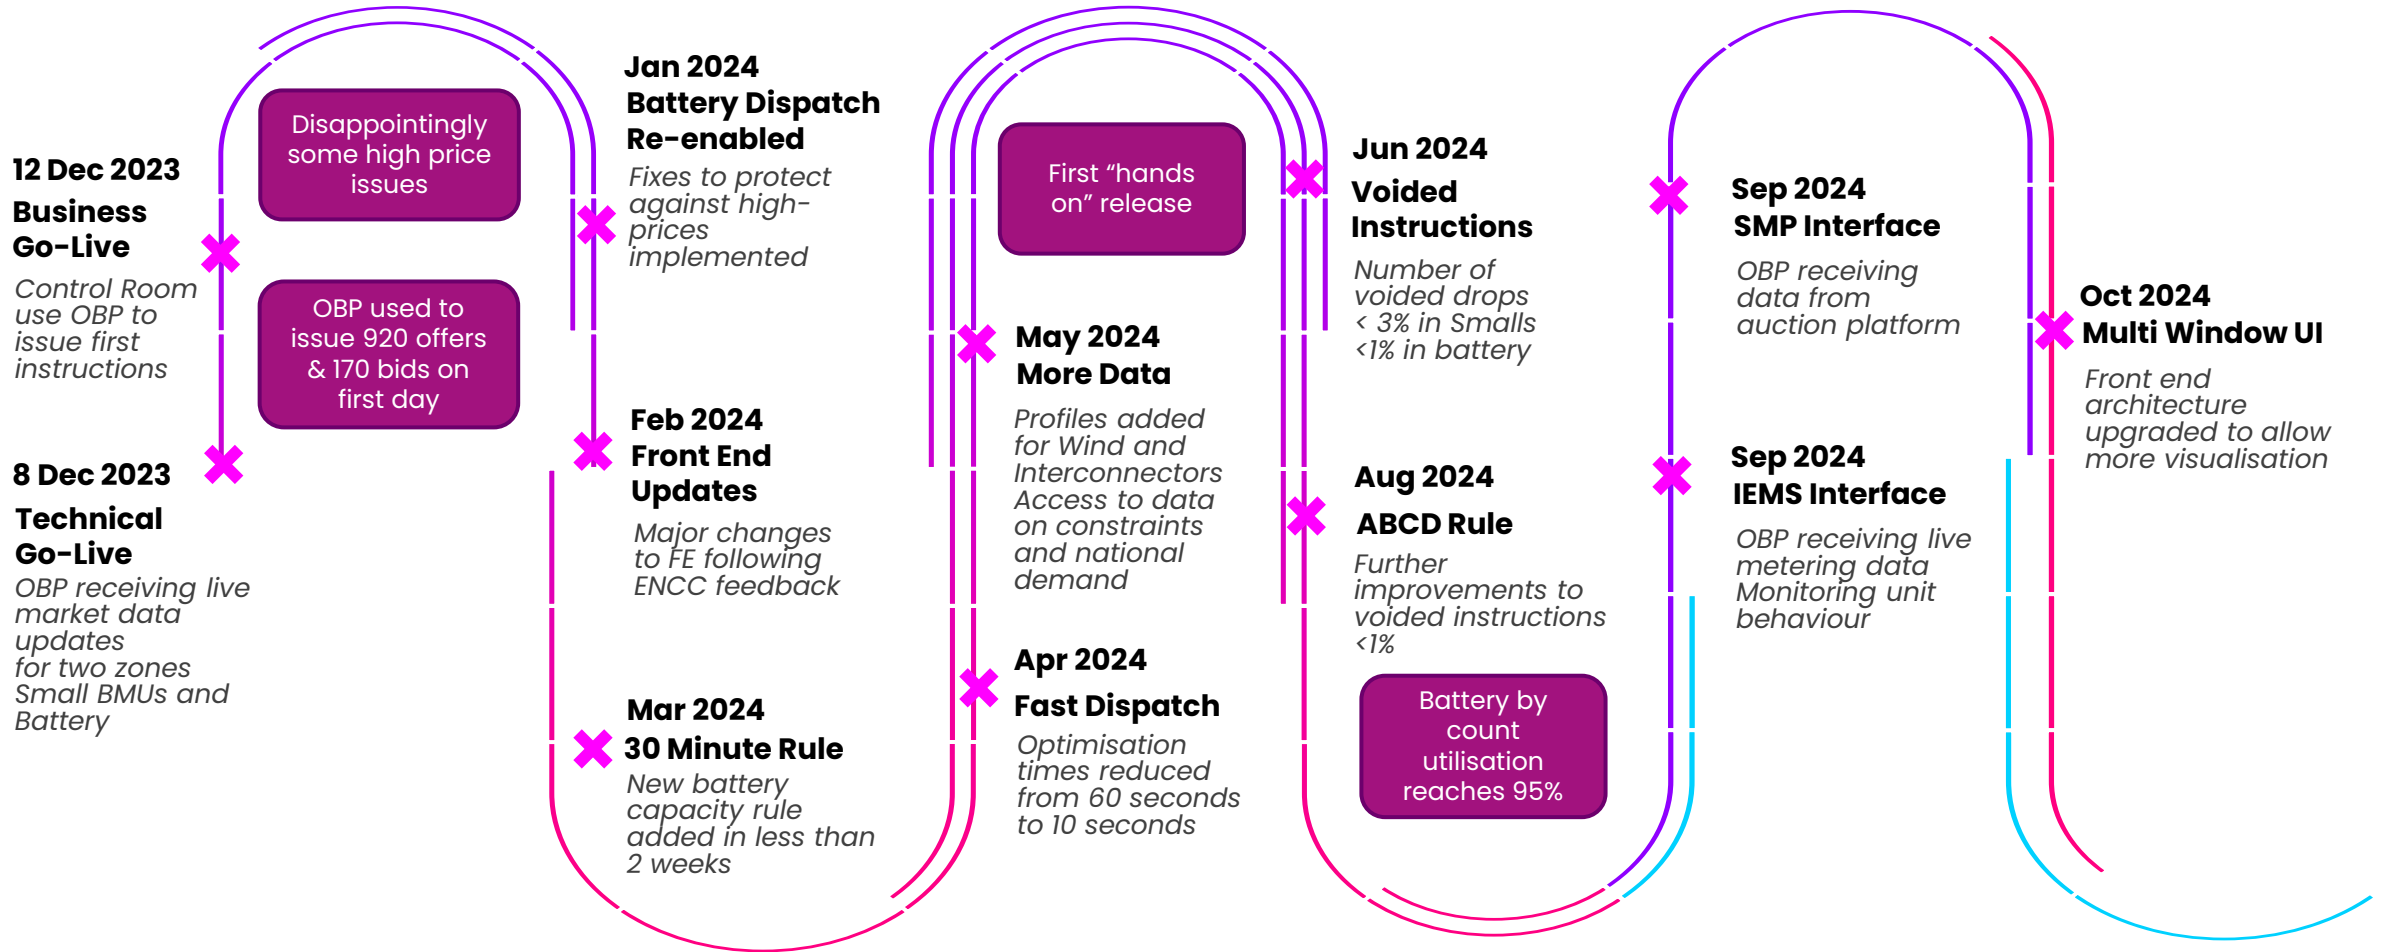 12 Dec 2023
Business
Go-Live
Control Room
use OBP to
issue first
instructions
8 Dec 2023
Technical
Go-Live
OBP receiving live
market data
updates
for two zones
Small BMUs and
Battery
Disappointingly
some high price
issues
OBP used to
issue 920 offers
& 170 bids on
first day
Jan 2024
Battery Dispatch
Re-enabled
Fixes to protect
against high-
prices
implemented
Feb 2024
Front End
Updates
Major changes
to FE following
ENCC feedback
Mar 2024
30 Minute Rule
New battery
capacity rule
added in less than
2 weeks
First “hands
on” release
May 2024
More Data
Profiles added
for Wind and
Interconnectors
Access to data
on constraints
and national
demand
Apr 2024
Fast Dispatch
Optimisation
times reduced
from 60 seconds
to 10 seconds
Jun 2024
Voided
Instructions
Number of
voided drops
< 3% in Smalls
<1% in battery
Aug 2024
ABCD Rule
Further
improvements to
voided instructions
<1%
Battery by
count
utilisation
reaches 95%
Sep 2024
SMP Interface
OBP receiving
data from
auction platform
Sep 2024
IEMS Interface
OBP receiving live
metering data
Monitoring unit
behaviour
Oct 2024
Multi Window UI
Front end
architecture
upgraded to allow
more visualisation